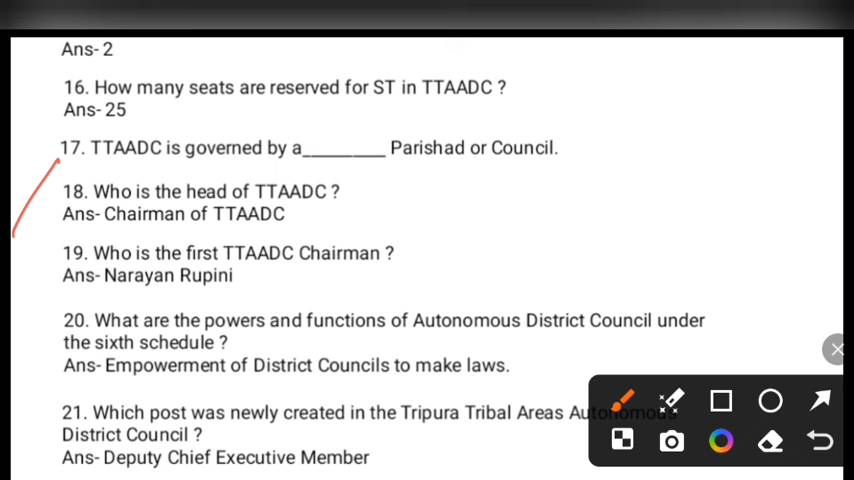 Ans- 2
16. How many seats are reserved for ST in TTAADC ?
Ans- 25
17. TTAADC is governed by a_________ Parishad or Council.
18. Who is the head of TTAADC ?
Ans- Chairman of TTAADC
19. Who is the first TTAADC Chairman ?
Ans- Narayan Rupini
20. What are the powers and functions of Autonomous District Council under
the sixth schedule ?
Ans- Empowerment of District Councils to make laws.
21. Which post was newly created in the Tripura Tribal Areas Autonomous
District Council ?
Ans- Deputy Chief Executive Member